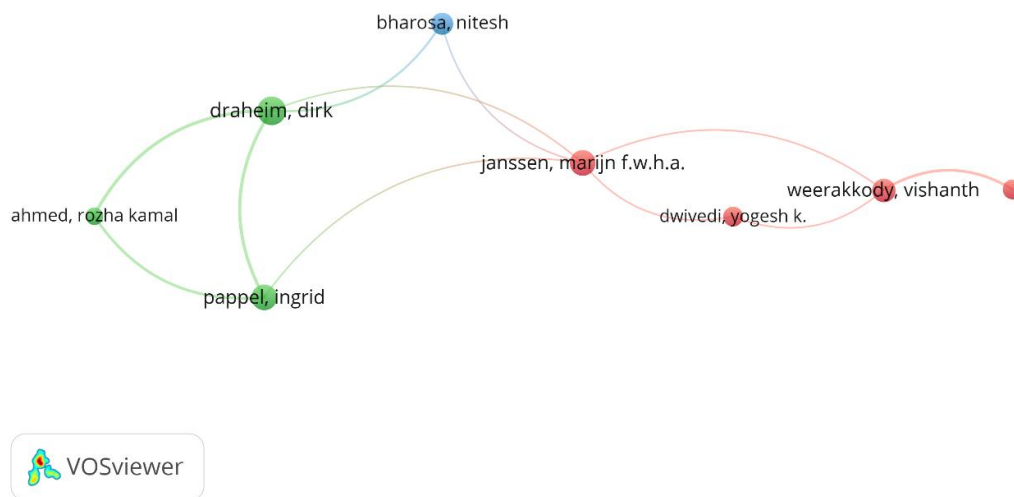 bharosa, nitesh
draheim, dirk
janssen, marijn f.w.h.a.
weerakkody, vishanth
ahmed, rozha kamal
dwivedi, yogesh k.
pappel, ingrid
VOSviewer